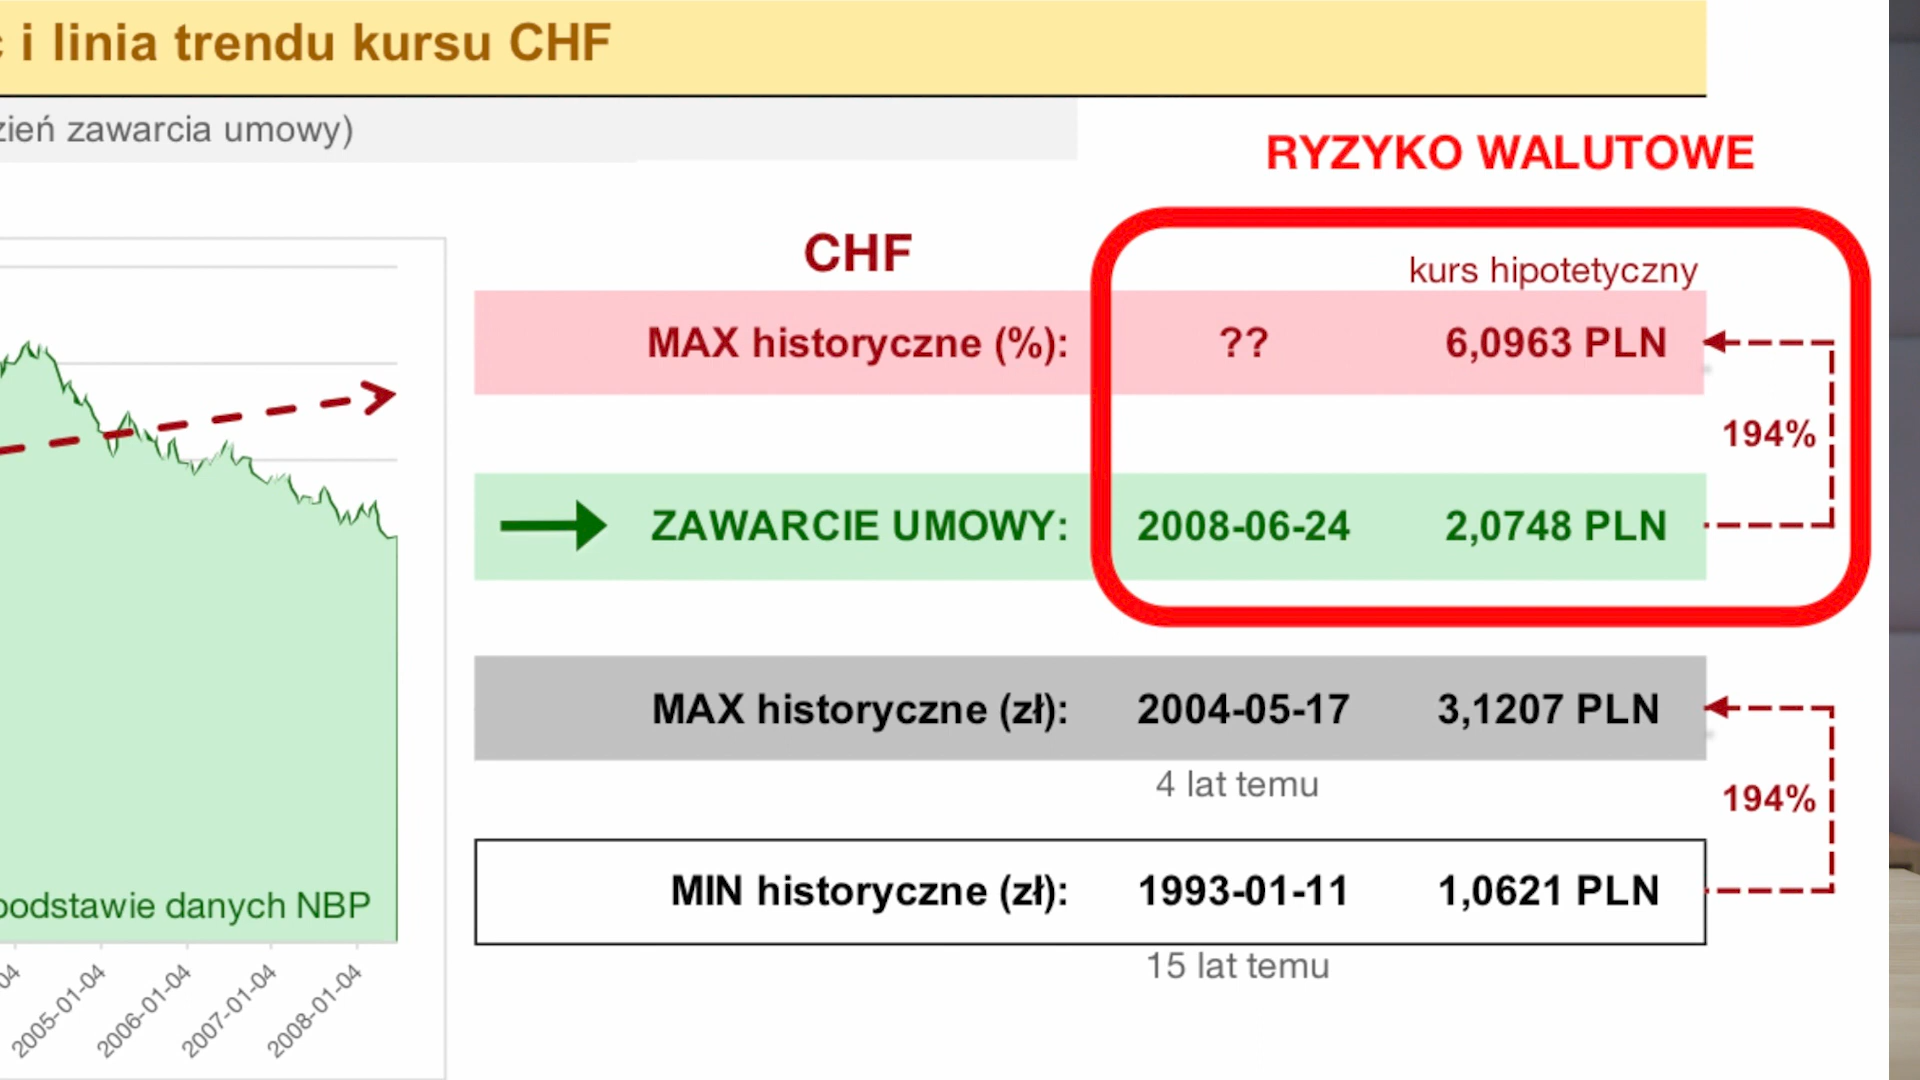 i linia trendu kursu CHF
zawarcia umowy)
RYZYKO WALUTOWE
CHF
kurs hipotetyczny
MAX historyczne (%): ?? 6,0963 PLN
194%
ZAWARCIE UMOWY: 2008-06-24 2,0748 PLN
MAX historyczne (zł): 2004-05-17 3,1207 PLN
4 lat temu
194%
MIN historyczne (zł): 1993-01-11 1,0621 PLN
15 lat temu
podstawie danych NBP
2005-01-04
2006-01-04
2007-01-04
2008-01-04